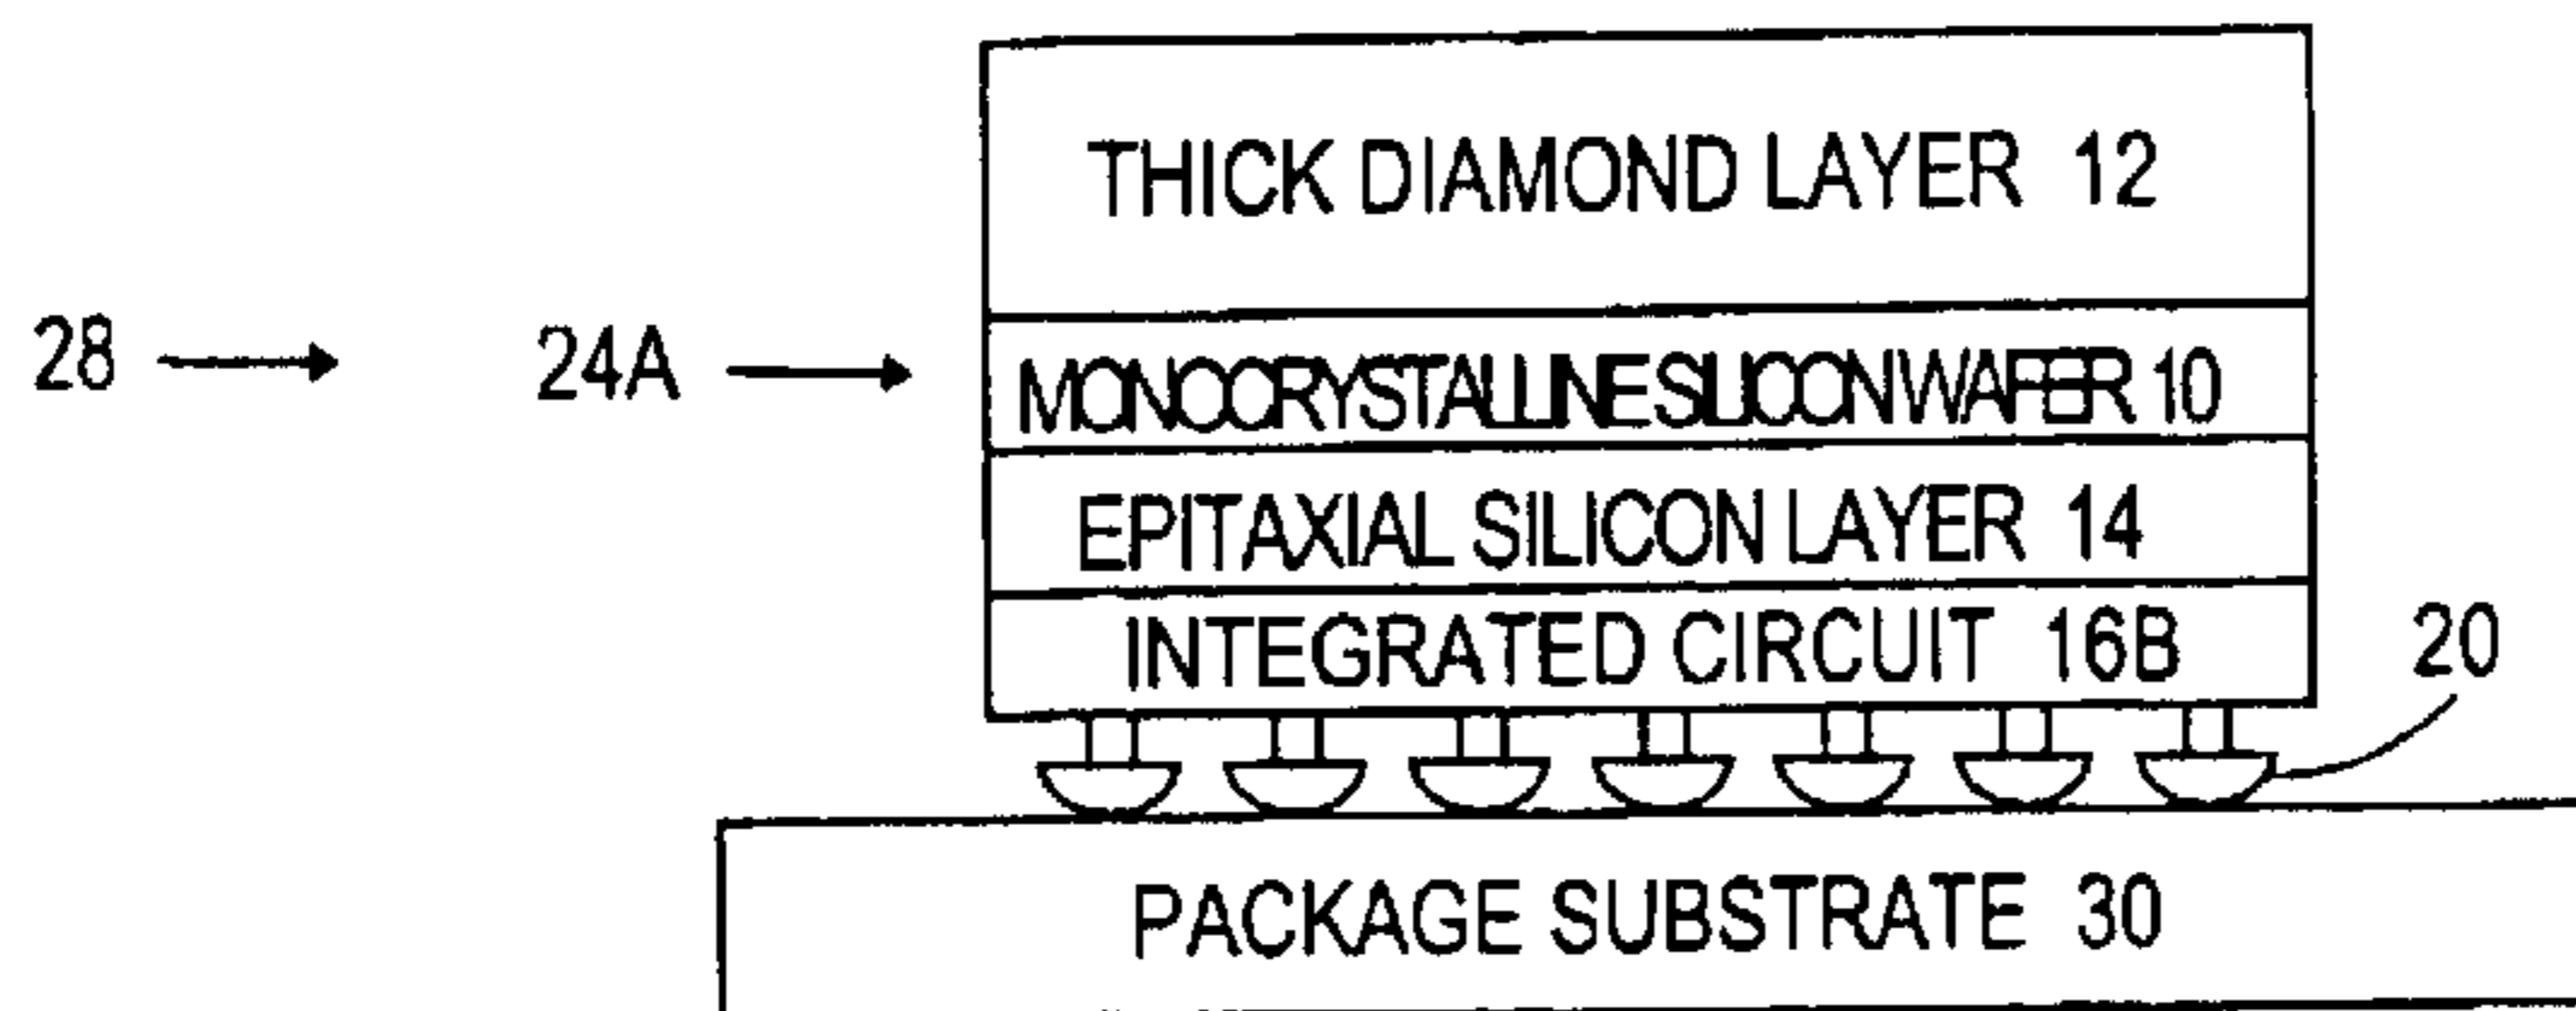 THICK DIAMOND LAYER 12
28
24A
MONOCRYSTALLINE SILICON WAFER 10
EPITAXIAL SILICON LAYER 14
INTEGRATED CIRCUIT 16B
20
PACKAGE SUBSTRATE 30